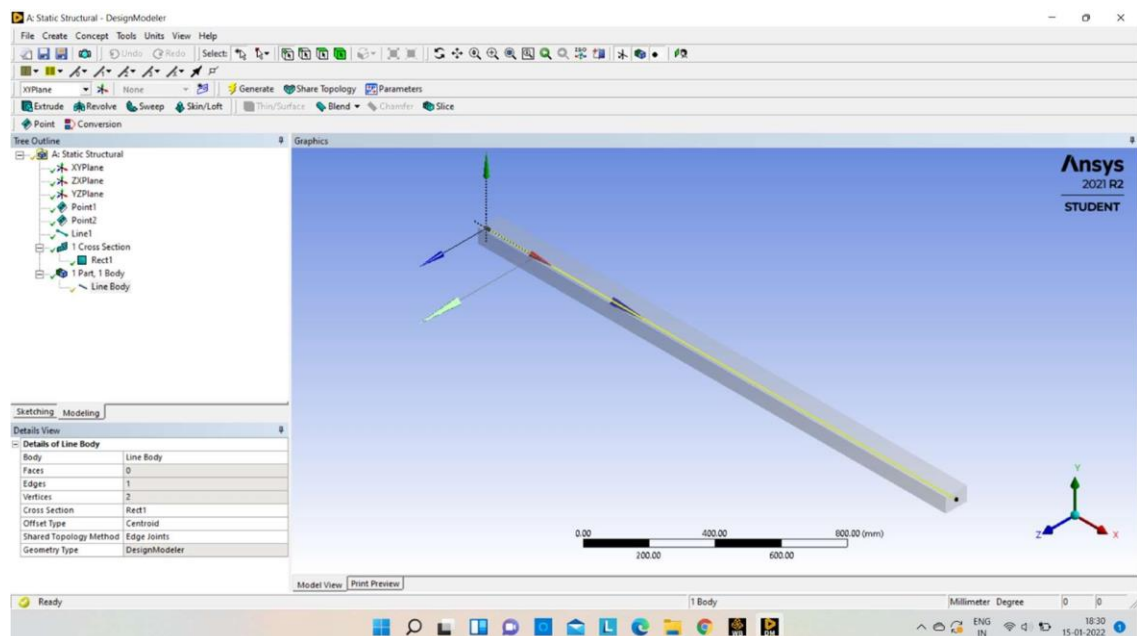 A: Static Structural - DesignModeler
File Create Concept Tools Units View Help
Undo Redo Select:
XYPlane None Generate Share Topology Parameters
Extrude Revolve Sweep Skin/Loft Thin/Surface Blend Chamfer Slice
Point Conversion
Tree Outline
A: Static Structural
XYPlane
ZXPlane
YZPlane
Point1
Point2
Line1
1 Cross Section
Rect1
1 Part, 1 Body
Line Body
Sketching Modeling
Details View
Details of Line Body
Body Line Body
Faces 0
Edges 1
Vertices 2
Cross Section Rect1
Offset Type Centroid
Shared Topology Method Edge Joints
Geometry Type DesignModeler
Graphics
Ansys
2021 R2
STUDENT
Y
Z
X
0.00 400.00 800.00 (mm)
200.00 600.00
Model View Print Preview
Ready 1 Body Millimeter Degree 0 0
ENG
IN
18:30
15-01-2022